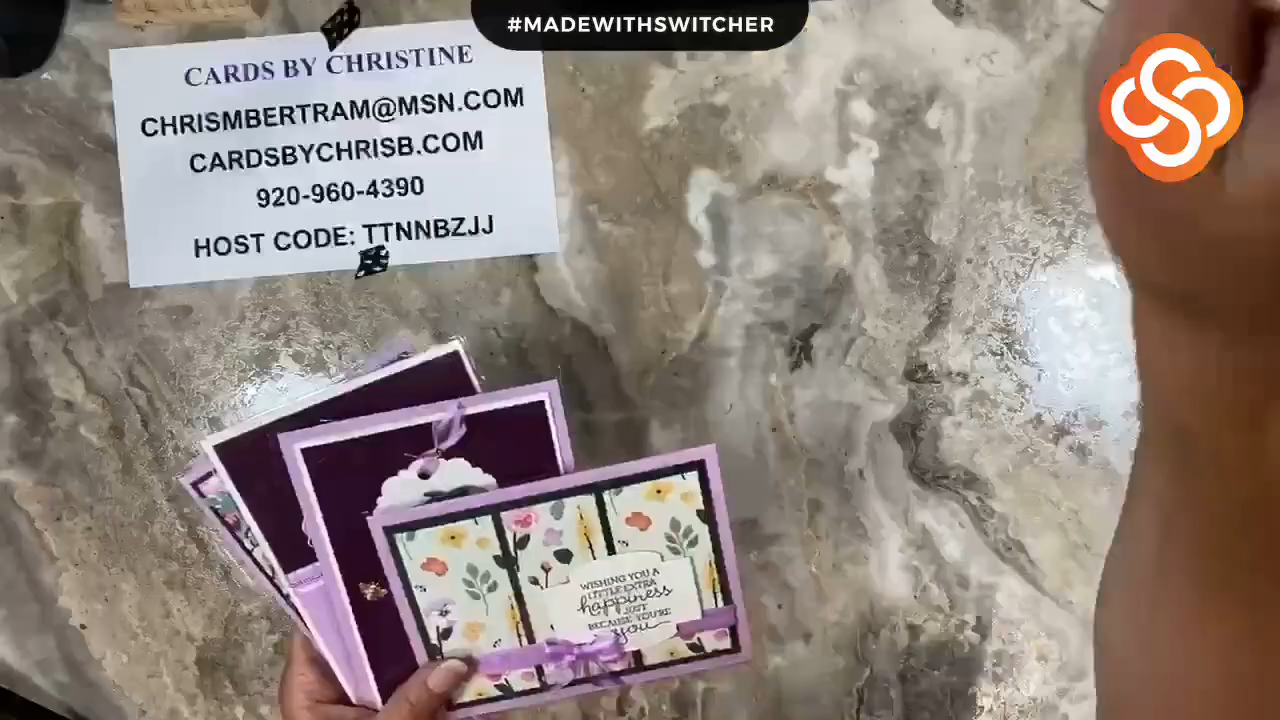 #MADEWITHSWITCHER
CARDS BY CHRISTINE
CHRISMBERTRAM@MSN.COM
CARDSBYCHRISB.COM
920-960-4390
HOST CODE: TTNNBZJJ
WISHING YOU A
LITTLE EXTRA
happiness
JUST
BECAUSE YOU'RE
you